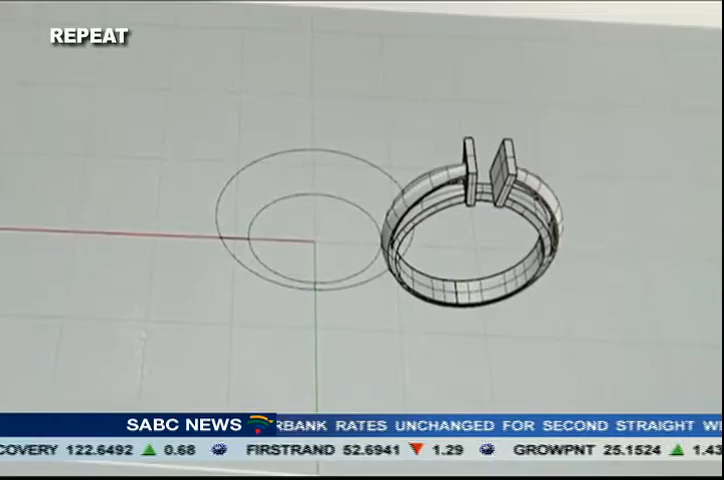 REPEAT
SABC NEWS RBANK RATES UNCHANGED FOR SECOND STRAIGHT
COVERY 122.6492 0.68 FIRSTRAND 52.6941 1.29 GROWPNT 25.1524 1.43